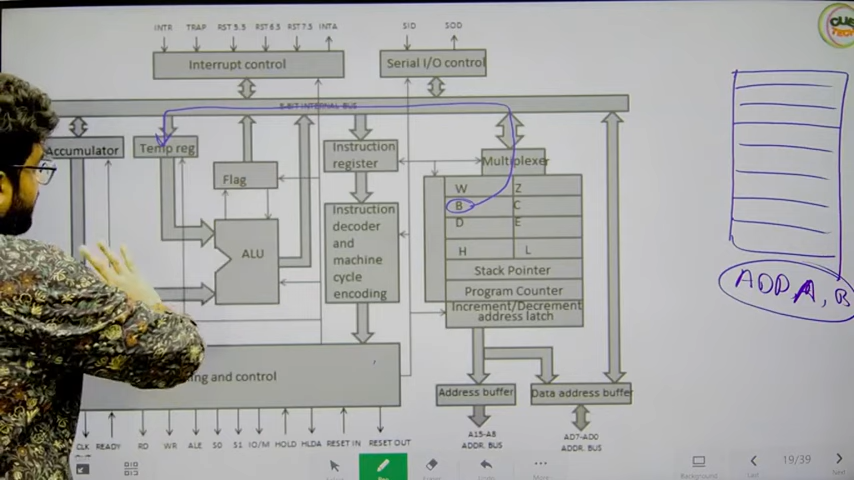 INTR TRAP RST 5.5 RST 6.5 RST 7.5 INTA SID SOD
Interrupt control
Serial I/O control
8-BIT INTERNAL BUS
Accumulator
Temp reg
Flag
ALU
Instruction
register
Instruction
decoder
and
machine
cycle
encoding
Multiplexer
W Z
B C
D E
H L
Stack Pointer
Program Counter
Increment/Decrement
address latch
ing and control
Address buffer
Data address buffer
CLK READY RD WR ALE S0 S1 IO/M HOLD HLDA RESET IN RESET OUT
A15-A8
ADDR. BUS
AD7-AD0
ADDR. BUS
ADD A, B
CUE
TECH
Background
19/39